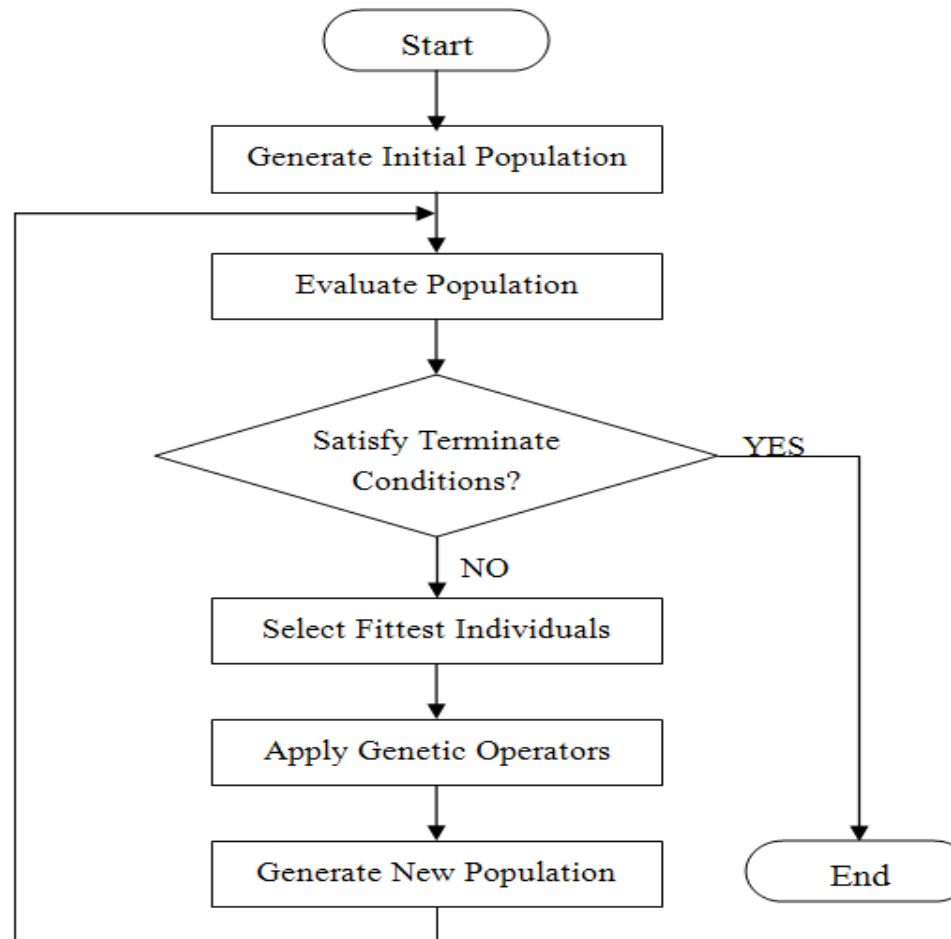 Start
Generate Initial Population
Evaluate Population
Satisfy Terminate
Conditions?
YES
NO
Select Fittest Individuals
Apply Genetic Operators
Generate New Population
End